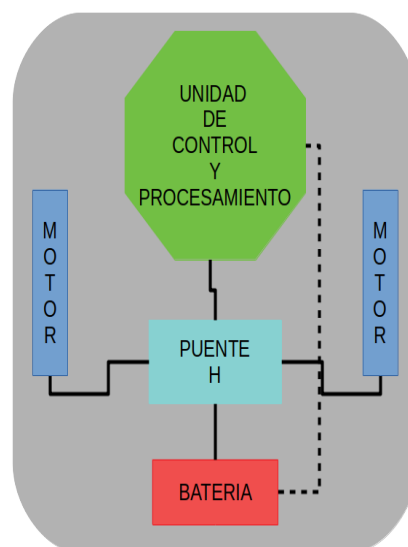 UNIDAD
DE
CONTROL
Y
PROCESAMIENTO
M
O
T
O
R
M
O
T
O
R
PUENTE
H
BATERIA